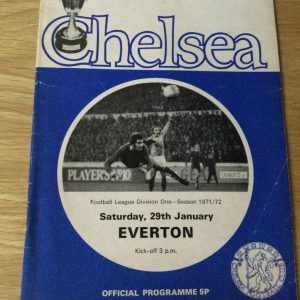 Chelsea
PLAYER'S No10
Football League Division One—Season 1971/72
Saturday, 29th January
EVERTON
Kick-off 3 p.m.
OFFICIAL PROGRAMME 5P